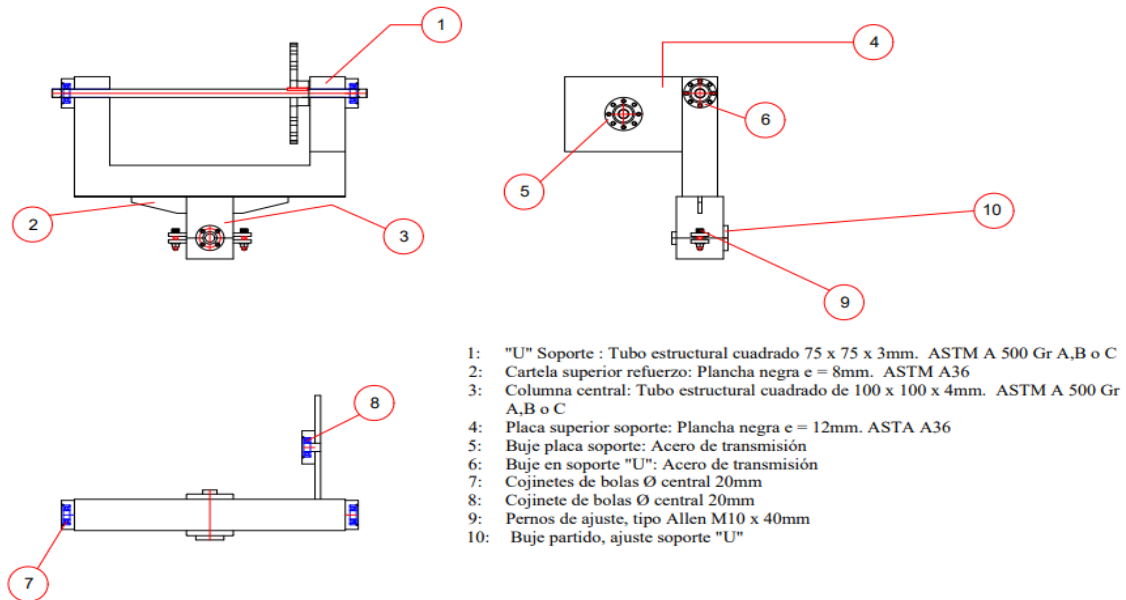 1
4
6
5
2
3
10
9
8
7
1: "U" Soporte : Tubo estructural cuadrado 75 x 75 x 3mm. ASTM A 500 Gr A,B o C
2: Cartela superior refuerzo: Plancha negra e = 8mm. ASTM A36
3: Columna central: Tubo estructural cuadrado de 100 x 100 x 4mm. ASTM A 500 Gr
A,B o C
4: Placa superior soporte: Plancha negra e = 12mm. ASTA A36
5: Buje placa soporte: Acero de transmisión
6: Buje en soporte "U": Acero de transmisión
7: Cojinetes de bolas Ø central 20mm
8: Cojinete de bolas Ø central 20mm
9: Pernos de ajuste, tipo Allen M10 x 40mm
10: Buje partido, ajuste soporte "U"